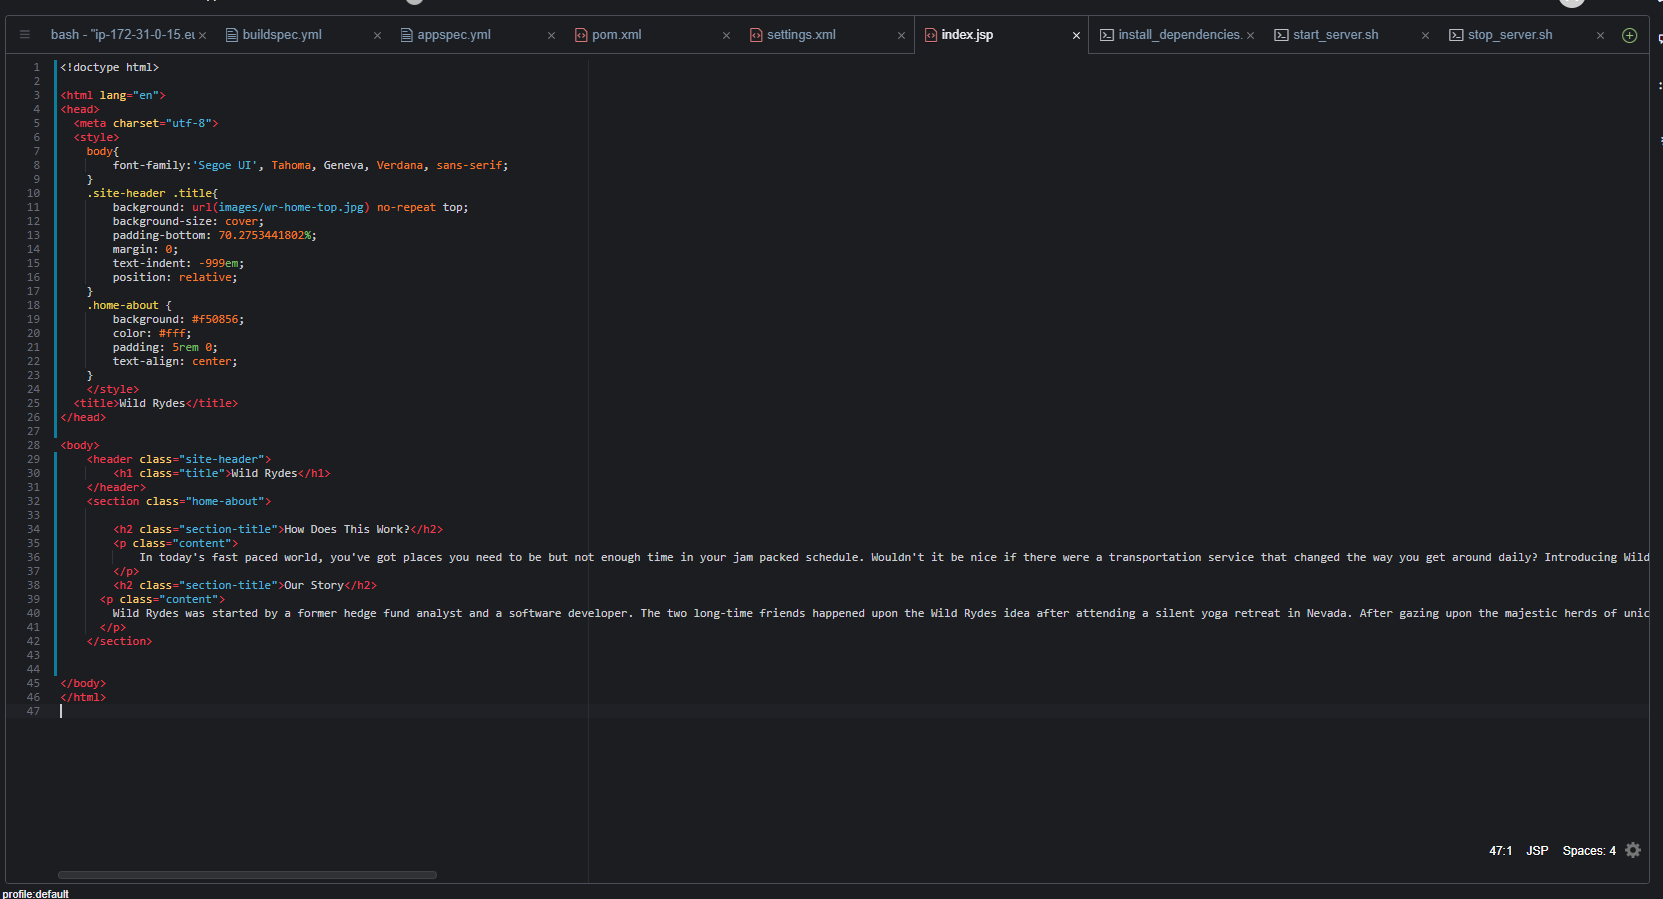 bash - "ip-172-31-0-15.eu
buildspec.yml
appspec.yml
pom.xml
settings.xml
index.jsp
install_dependencies.
start_server.sh
stop_server.sh
1 <!doctype html>
2
3 <html lang="en">
4 <head>
5 <meta charset="utf-8">
6 <style>
7 body{
8 font-family:'Segoe UI', Tahoma, Geneva, Verdana, sans-serif;
9 }
10 .site-header .title{
11 background: url(images/wr-home-top.jpg) no-repeat top;
12 background-size: cover;
13 padding-bottom: 70.2753441802%;
14 margin: 0;
15 text-indent: -999em;
16 position: relative;
17 }
18 .home-about {
19 background: #f50856;
20 color: #fff;
21 padding: 5rem 0;
22 text-align: center;
23 }
24 </style>
25 <title>Wild Rydes</title>
26 </head>
27
28 <body>
29 <header class="site-header">
30 <h1 class="title">Wild Rydes</h1>
31 </header>
32 <section class="home-about">
33
34 <h2 class="section-title">How Does This Work?</h2>
35 <p class="content">
36 In today's fast paced world, you've got places you need to be but not enough time in your jam packed schedule. Wouldn't it be nice if there were a transportation service that changed the way you get around daily? Introducing Wild
37 </p>
38 <h2 class="section-title">Our Story</h2>
39 <p class="content">
40 Wild Rydes was started by a former hedge fund analyst and a software developer. The two long-time friends happened upon the Wild Rydes idea after attending a silent yoga retreat in Nevada. After gazing upon the majestic herds of unic
41 </p>
42 </section>
43
44
45 </body>
46 </html>
47
47:1 JSP Spaces: 4
profile:default